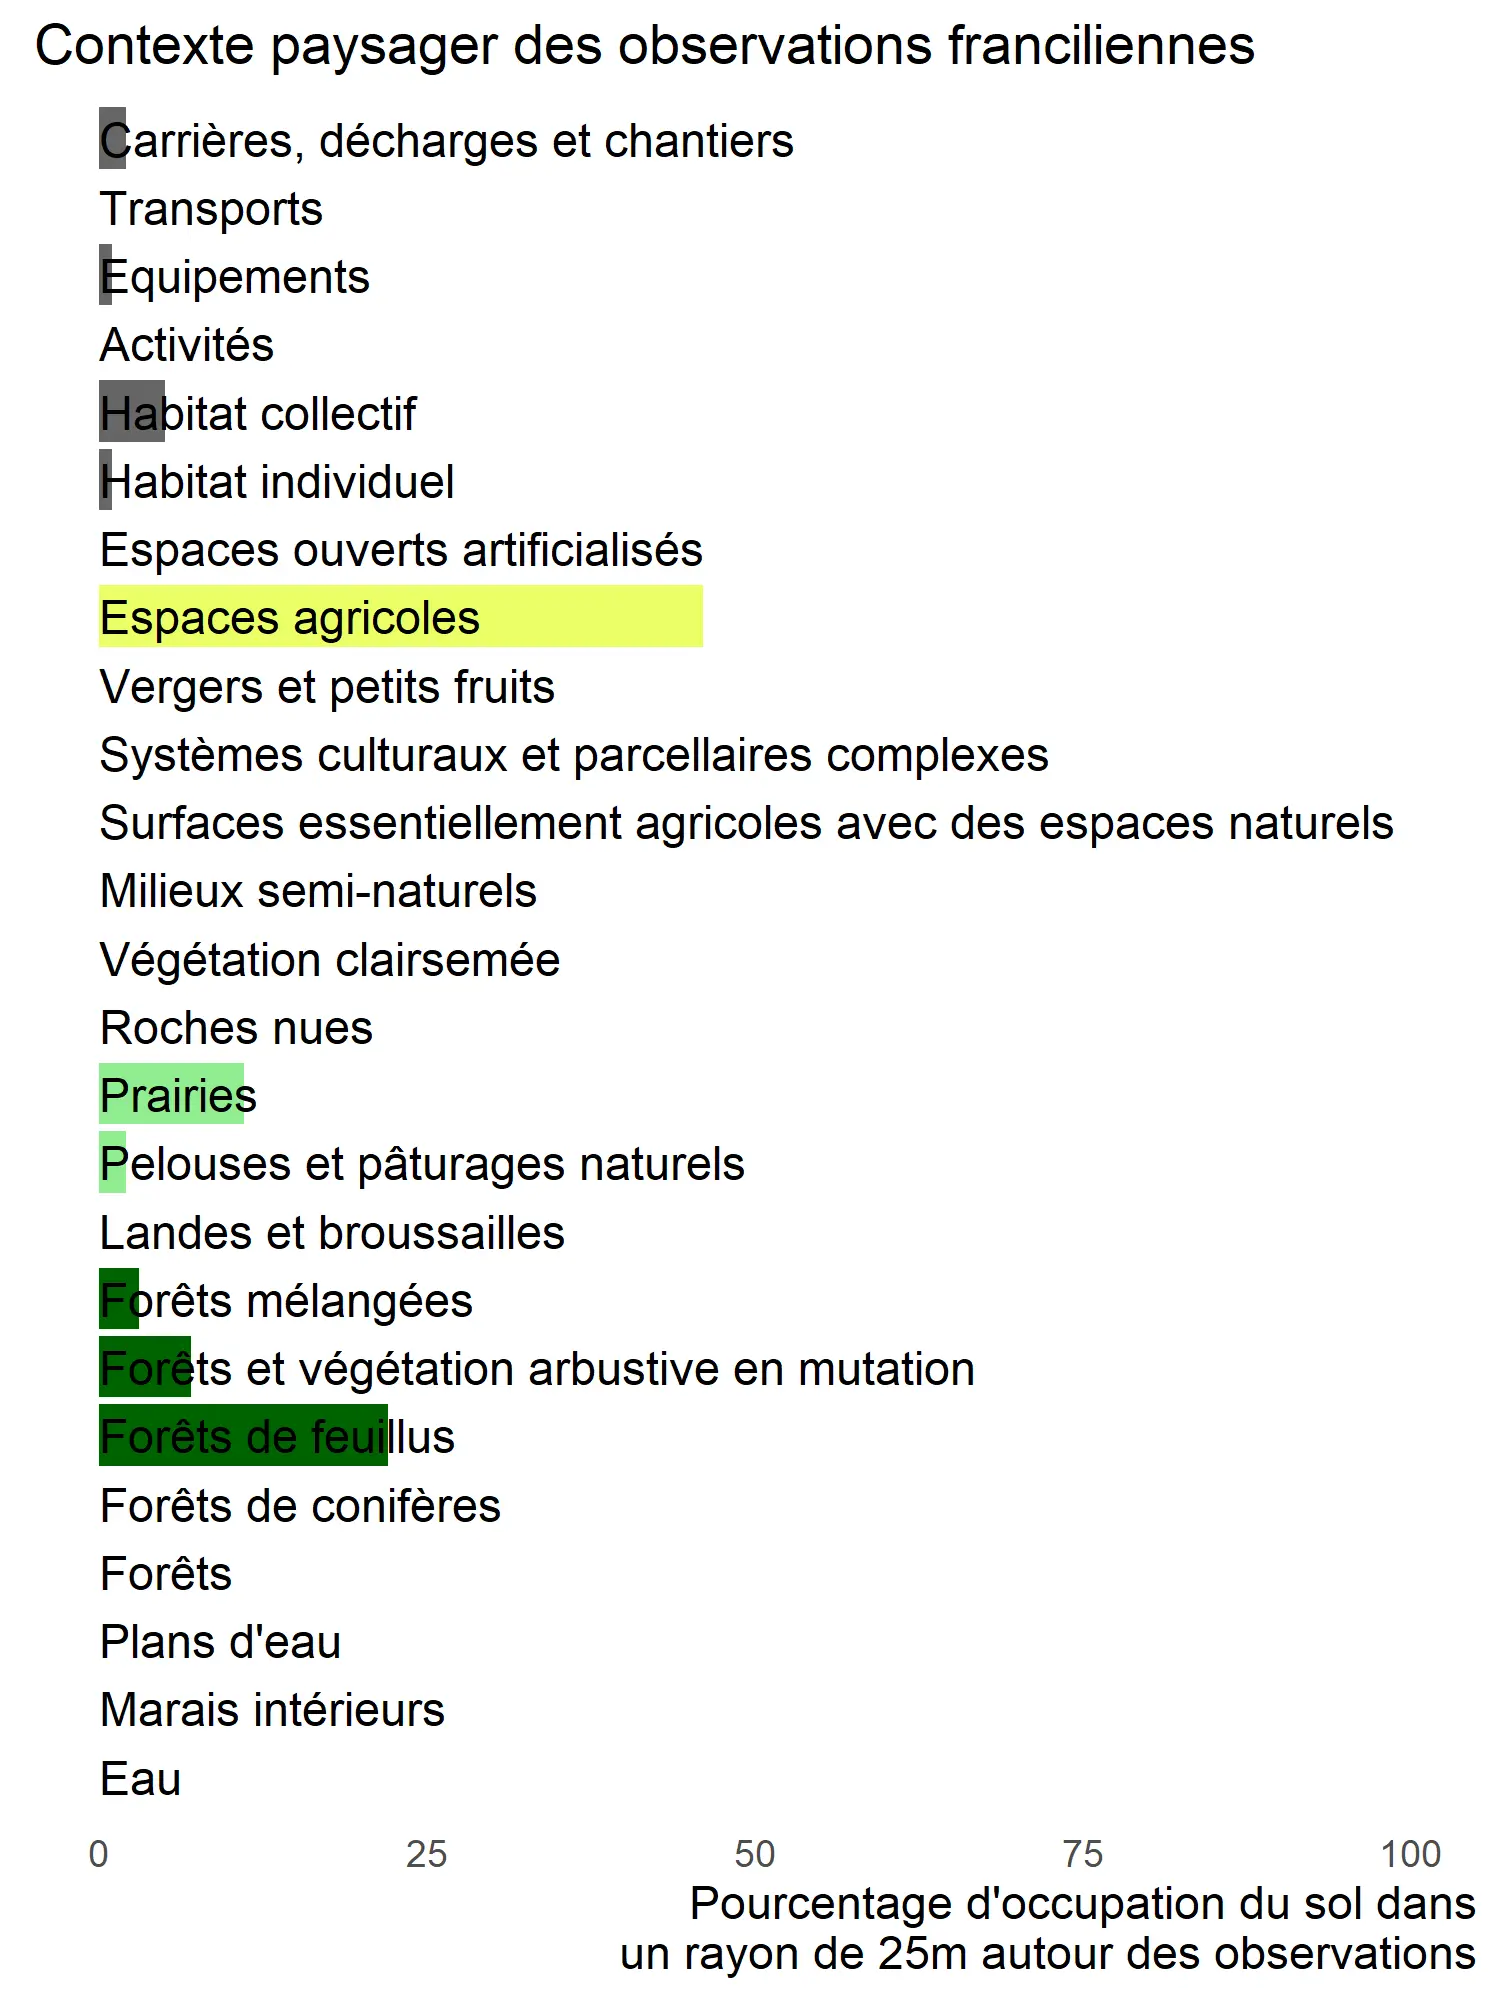 Contexte paysager des observations franciliennes
Carrières, décharges et chantiers
Transports
Equipements
Activités
Habitat collectif
Habitat individuel
Espaces ouverts artificialisés
Espaces agricoles
Vergers et petits fruits
Systèmes culturaux et parcellaires complexes
Surfaces essentiellement agricoles avec des espaces naturels
Milieux semi-naturels
Végétation clairsemée
Roches nues
Prairies
Pelouses et pâturages naturels
Landes et broussailles
Forêts mélangées
Forêts et végétation arbustive en mutation
Forêts de feuillus
Forêts de conifères
Forêts
Plans d'eau
Marais intérieurs
Eau
0 25 50 75 100
Pourcentage d'occupation du sol dans
un rayon de 25m autour des observations